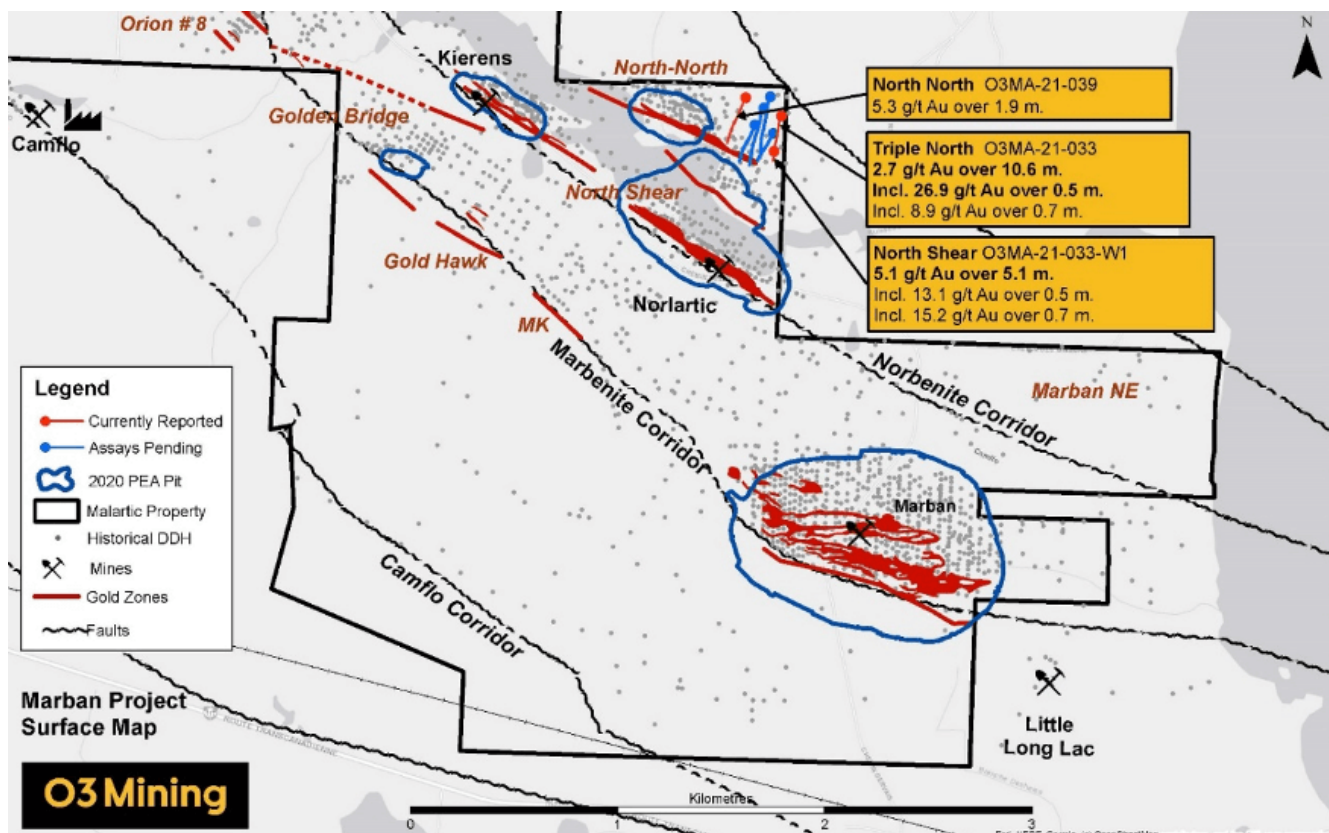 Orion # 8
Kierens
North-North
N
North North O3MA-21-039
5.3 g/t Au over 1.9 m.
Golden Bridge
Camflo
Triple North O3MA-21-033
2.7 g/t Au over 10.6 m.
Incl. 26.9 g/t Au over 0.5 m.
Incl. 8.9 g/t Au over 0.7 m.
North Shear
North Shear O3MA-21-033-W1
5.1 g/t Au over 5.1 m.
Incl. 13.1 g/t Au over 0.5 m.
Incl. 15.2 g/t Au over 0.7 m.
Gold Hawk
Norlartic
MK
Marbenite Corridor
Norbenite Corridor
Marban NE
Legend
Currently Reported
Assays Pending
2020 PEA Pit
Malartic Property
Historical DDH
Mines
Gold Zones
Faults
Camflo
Marban
Camflo Corridor
Marban Project
Surface Map
ROUTE TRANSCANADIENNE
Little
Long Lac
O3 Mining
Kilometres
0 1 2 3